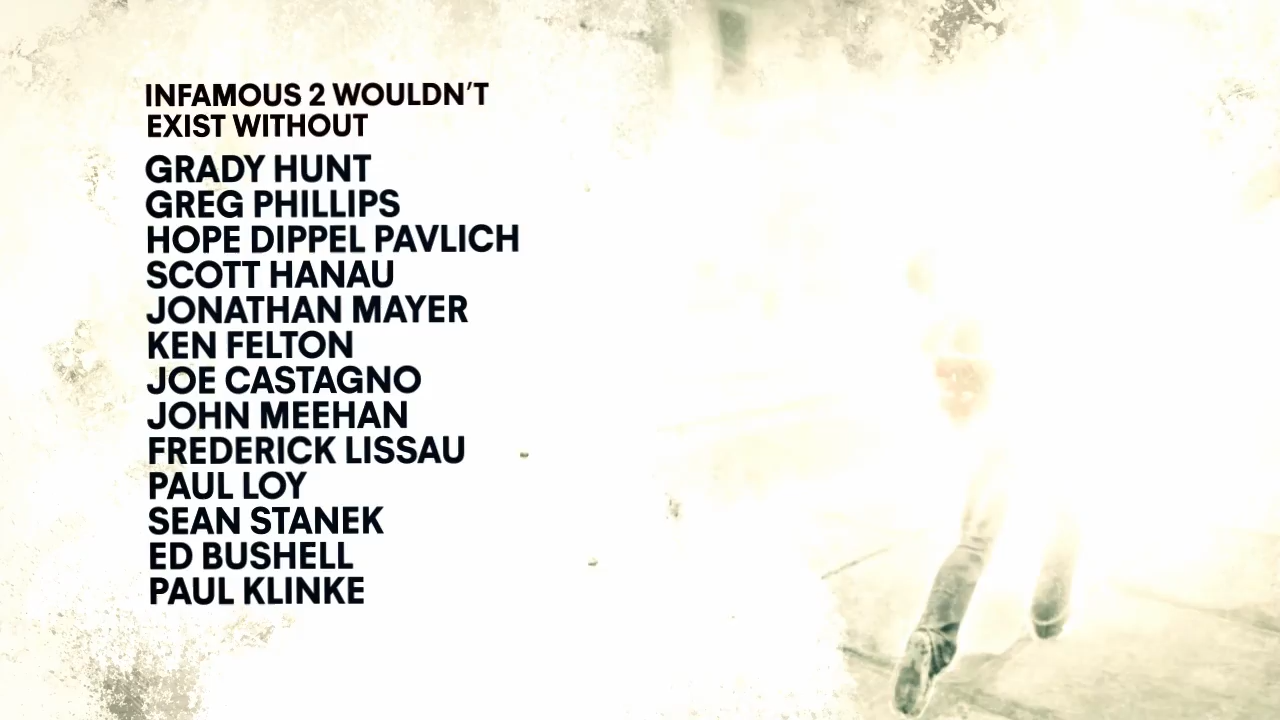 INFAMOUS 2 WOULDN'T
EXIST WITHOUT
GRADY HUNT
GREG PHILLIPS
HOPE DIPPEL PAVLICH
SCOTT HANAU
JONATHAN MAYER
KEN FELTON
JOE CASTAGNO
JOHN MEEHAN
FREDERICK LISSAU
PAUL LOY
SEAN STANEK
ED BUSHELL
PAUL KLINKE